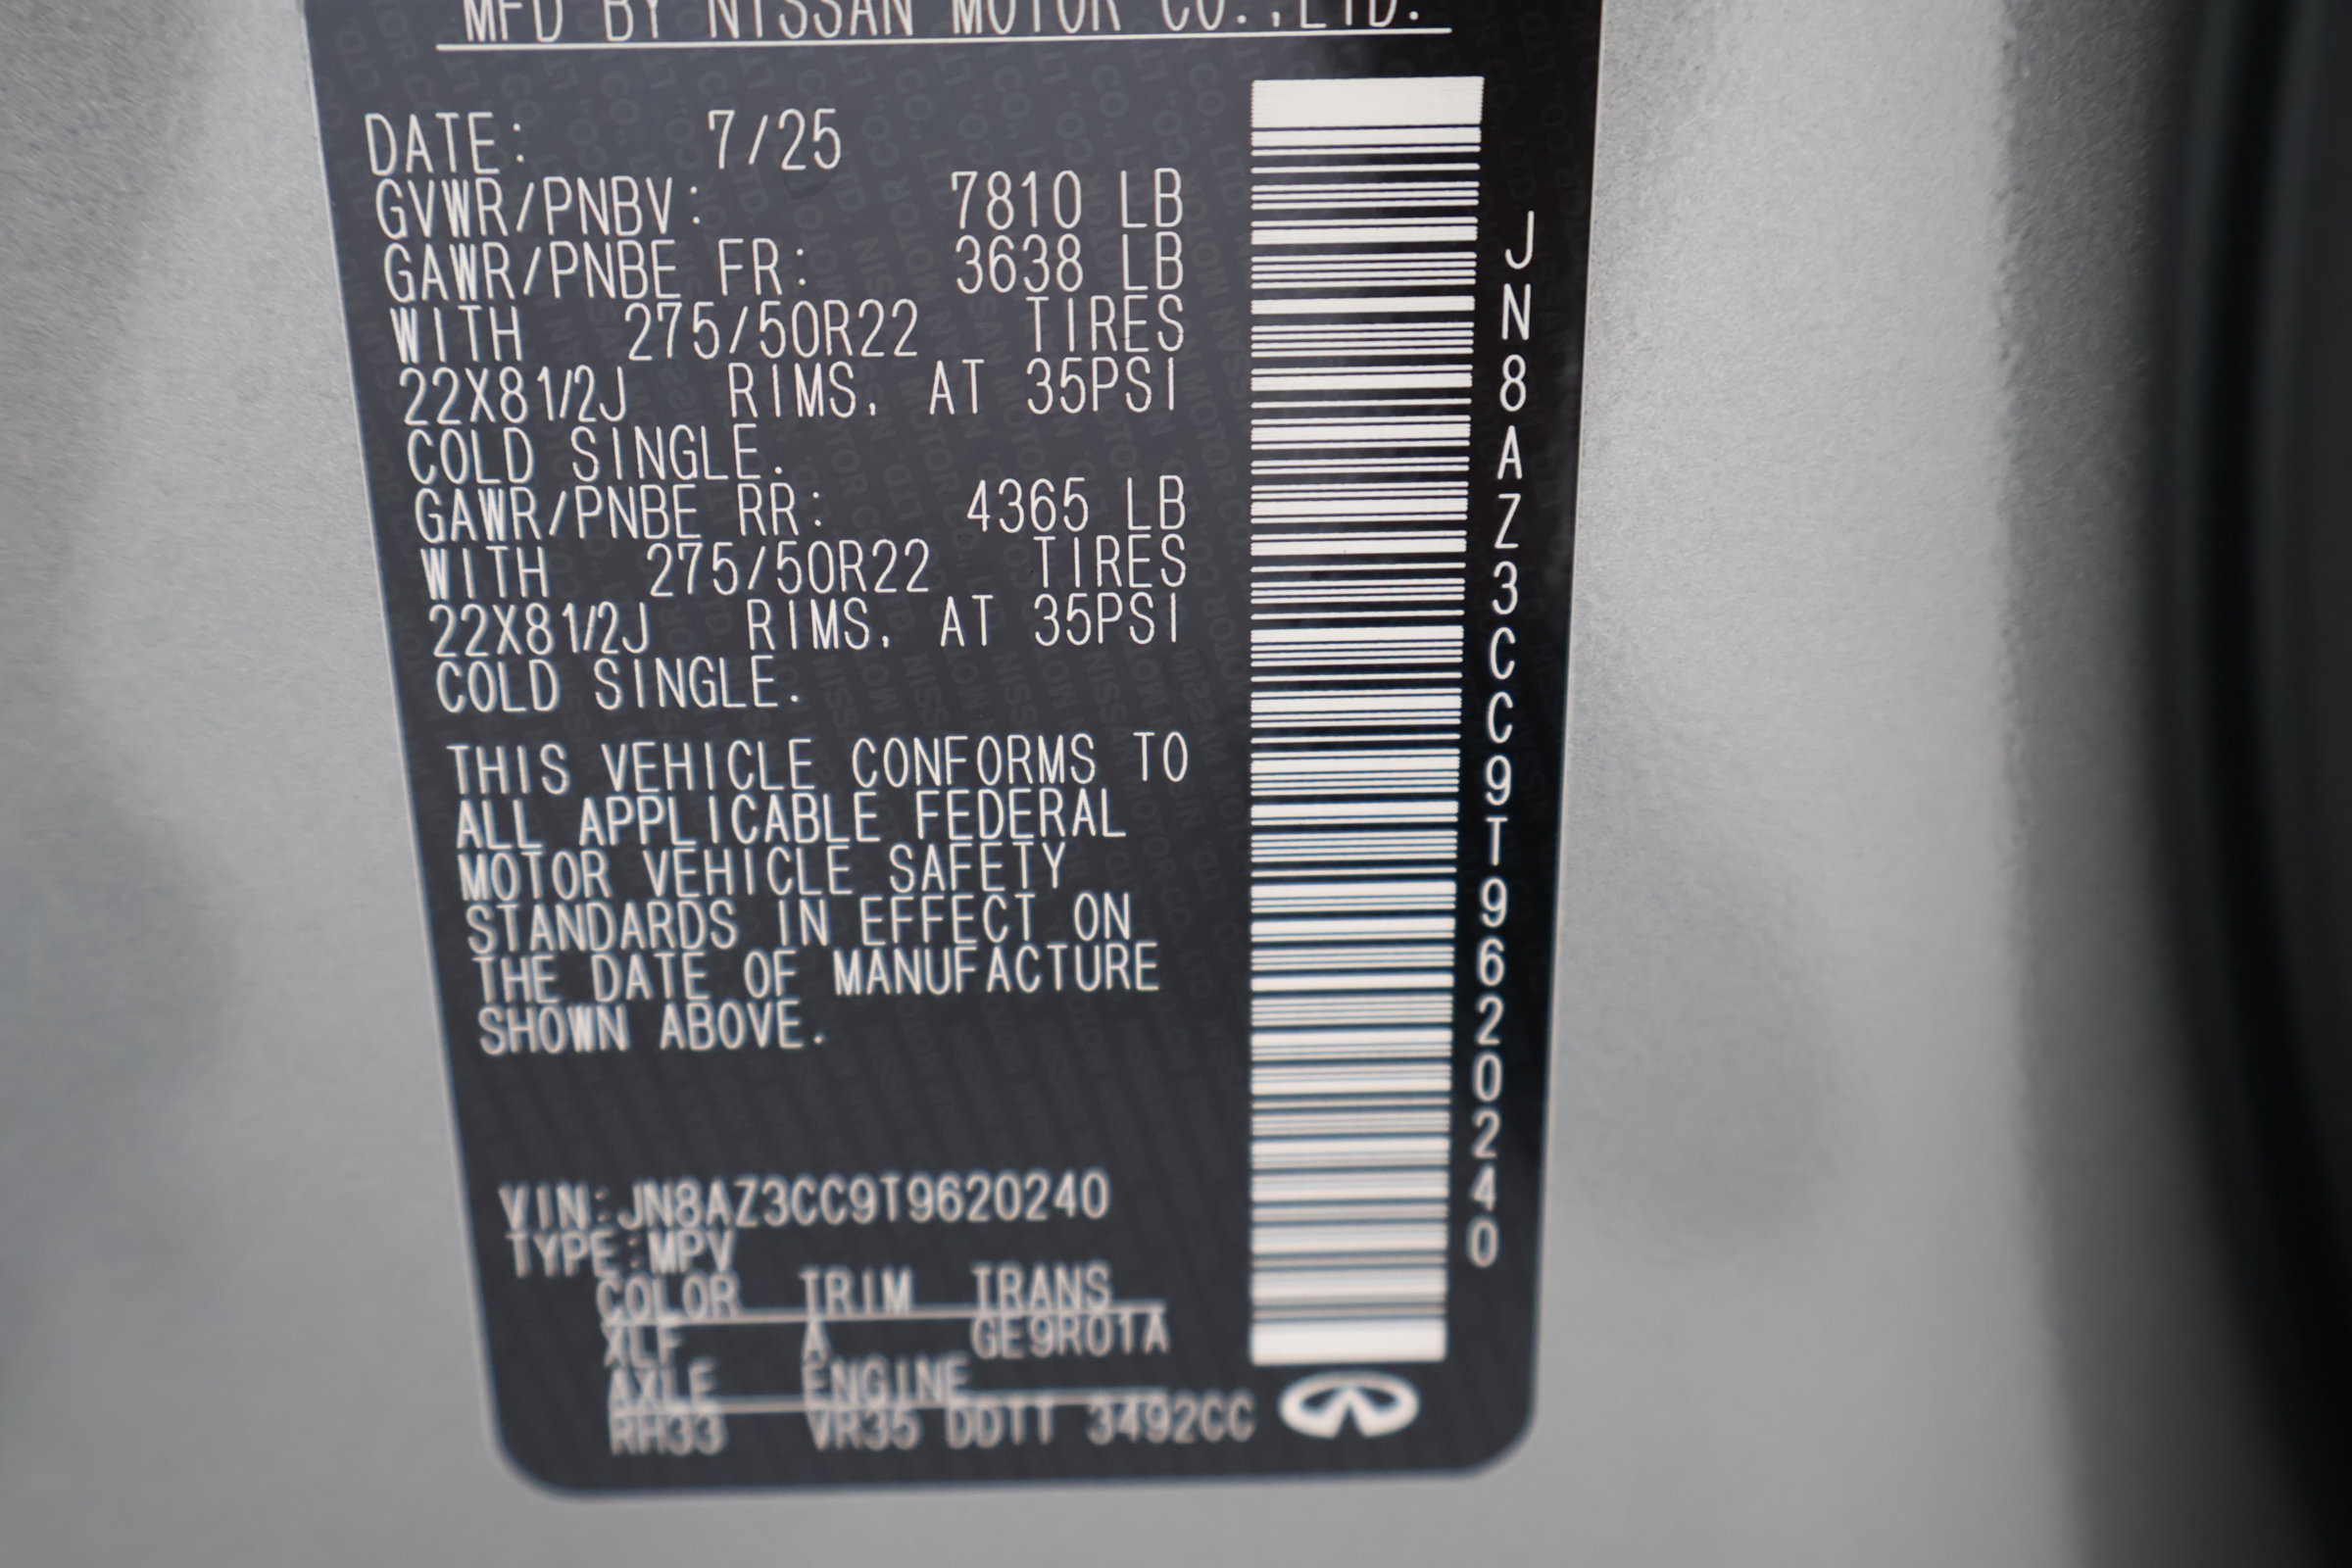 MFD BY NISSAN MOTOR CO.,LTD.
DATE: 7/25
GVWR/PNBV: 7810 LB
GAWR/PNBE FR: 3638 LB
WITH 275/50R22 TIRES
22X81/2J RIMS, AT 35PSI
COLD SINGLE.
GAWR/PNBE RR: 4365 LB
WITH 275/50R22 TIRES
22X81/2J RIMS, AT 35PSI
COLD SINGLE.
THIS VEHICLE CONFORMS TO
ALL APPLICABLE FEDERAL
MOTOR VEHICLE SAFETY
STANDARDS IN EFFECT ON
THE DATE OF MANUFACTURE
SHOWN ABOVE.
VIN:JN8AZ3CC9T9620240
TYPE:MPV
COLOR TRIM TRANS
XLF A GE9R01A
AXLE ENGINE
RH33 VR35 DDTT 3492CC
JN8AZ3CC9T9620240